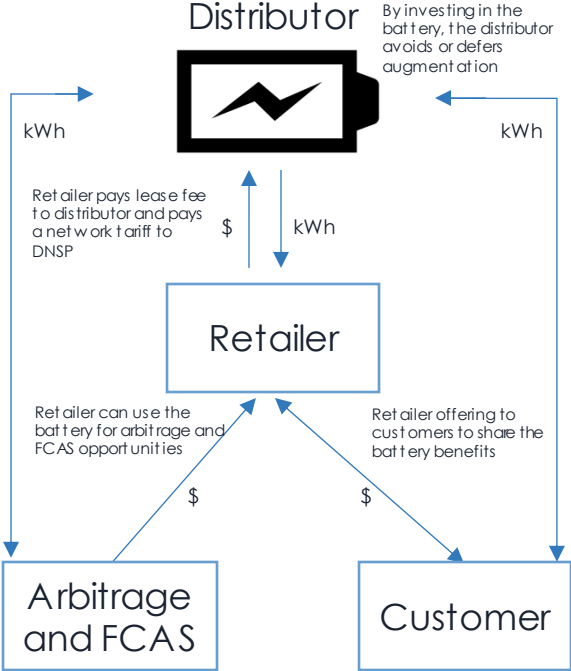 Distributor
By investing in the
battery, the distributor
avoids or defers
augmentation
kWh
kWh
Retailer pays lease fee
to distributor and pays
a network tariff to
DNSP
$
kWh
Retailer
Retailer can use the
battery for arbitrage and
FCAS opportunities
Retailer offering to
customers to share the
battery benefits
$
$
Arbitrage
and FCAS
Customer